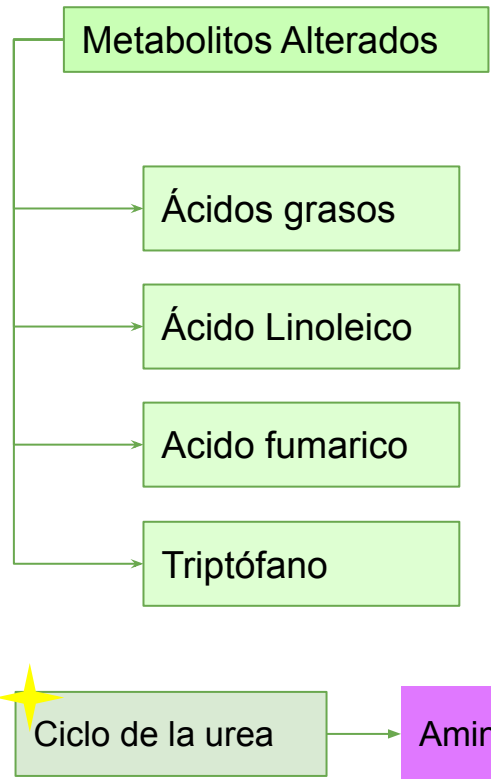 Metabolitos Alterados
Ácidos grasos
Ácido Linoleico
Acido fumarico
Triptófano
Ciclo de la urea